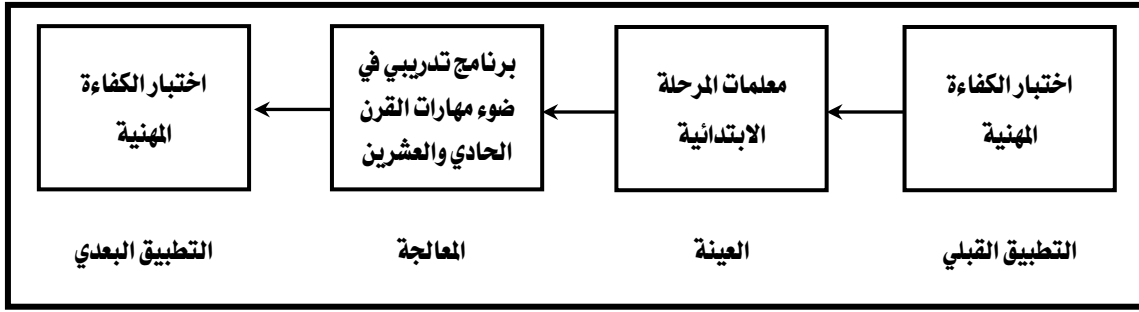 اختبار الكفاءة
المهنية
معلمات المرحلة
الابتدائية
برنامج تدريبي في
ضوء مهارات القرن
الحادي والعشرين
اختبار الكفاءة
المهنية
التطبيق القبلي
العينة
المعالجة
التطبيق البعدي